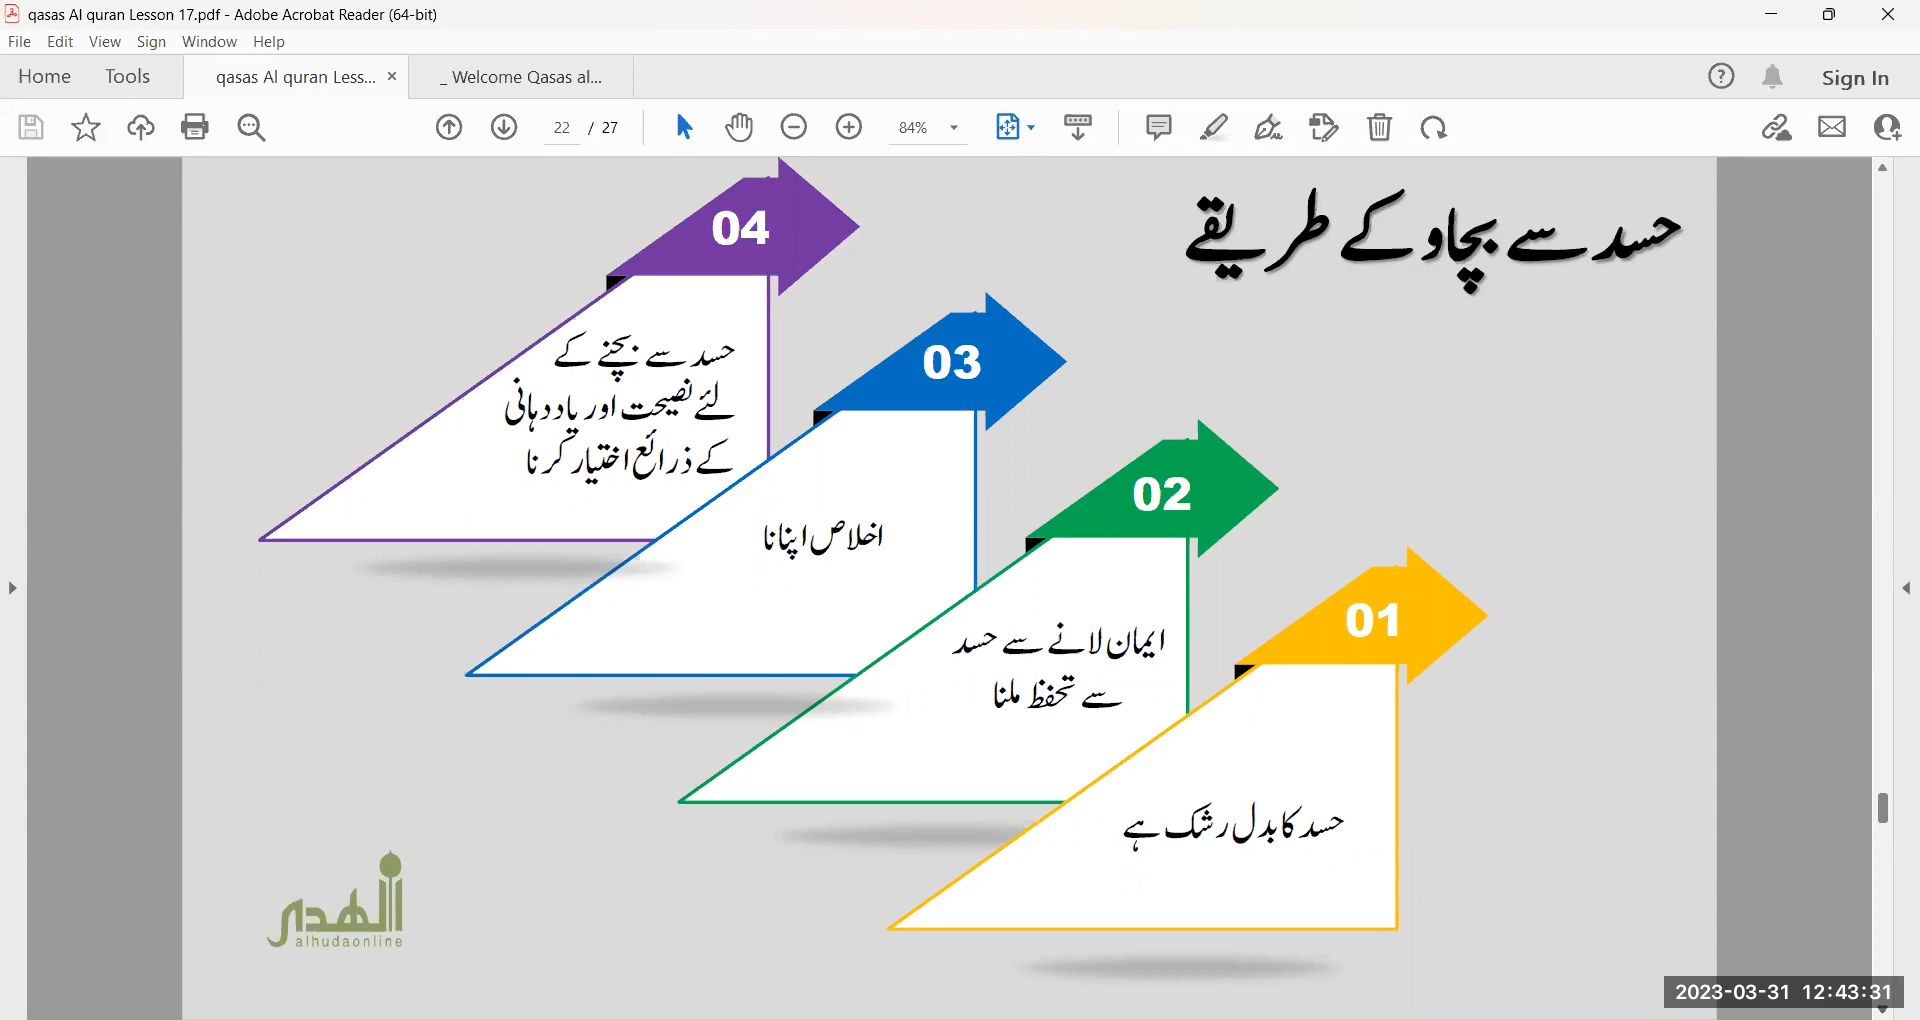 qasas Al quran Lesson 17.pdf - Adobe Acrobat Reader (64-bit)
File Edit View Sign Window Help
Home Tools qasas Al quran Less... × _ Welcome Qasas al... Sign In
22 / 27 84%
حسد سے بچاو کے طریقے
04
حسد سے بچنے کے
لئے نصیحت اور یاد دہانی
کے ذرائع اختیار کرنا
03
اخلاص اپنانا
02
ایمان لانے سے حسد
سے تحفظ ملنا
01
حسد کا بدل رشک ہے
الهدى
alhudaonline
2023-03-31 12:43:31